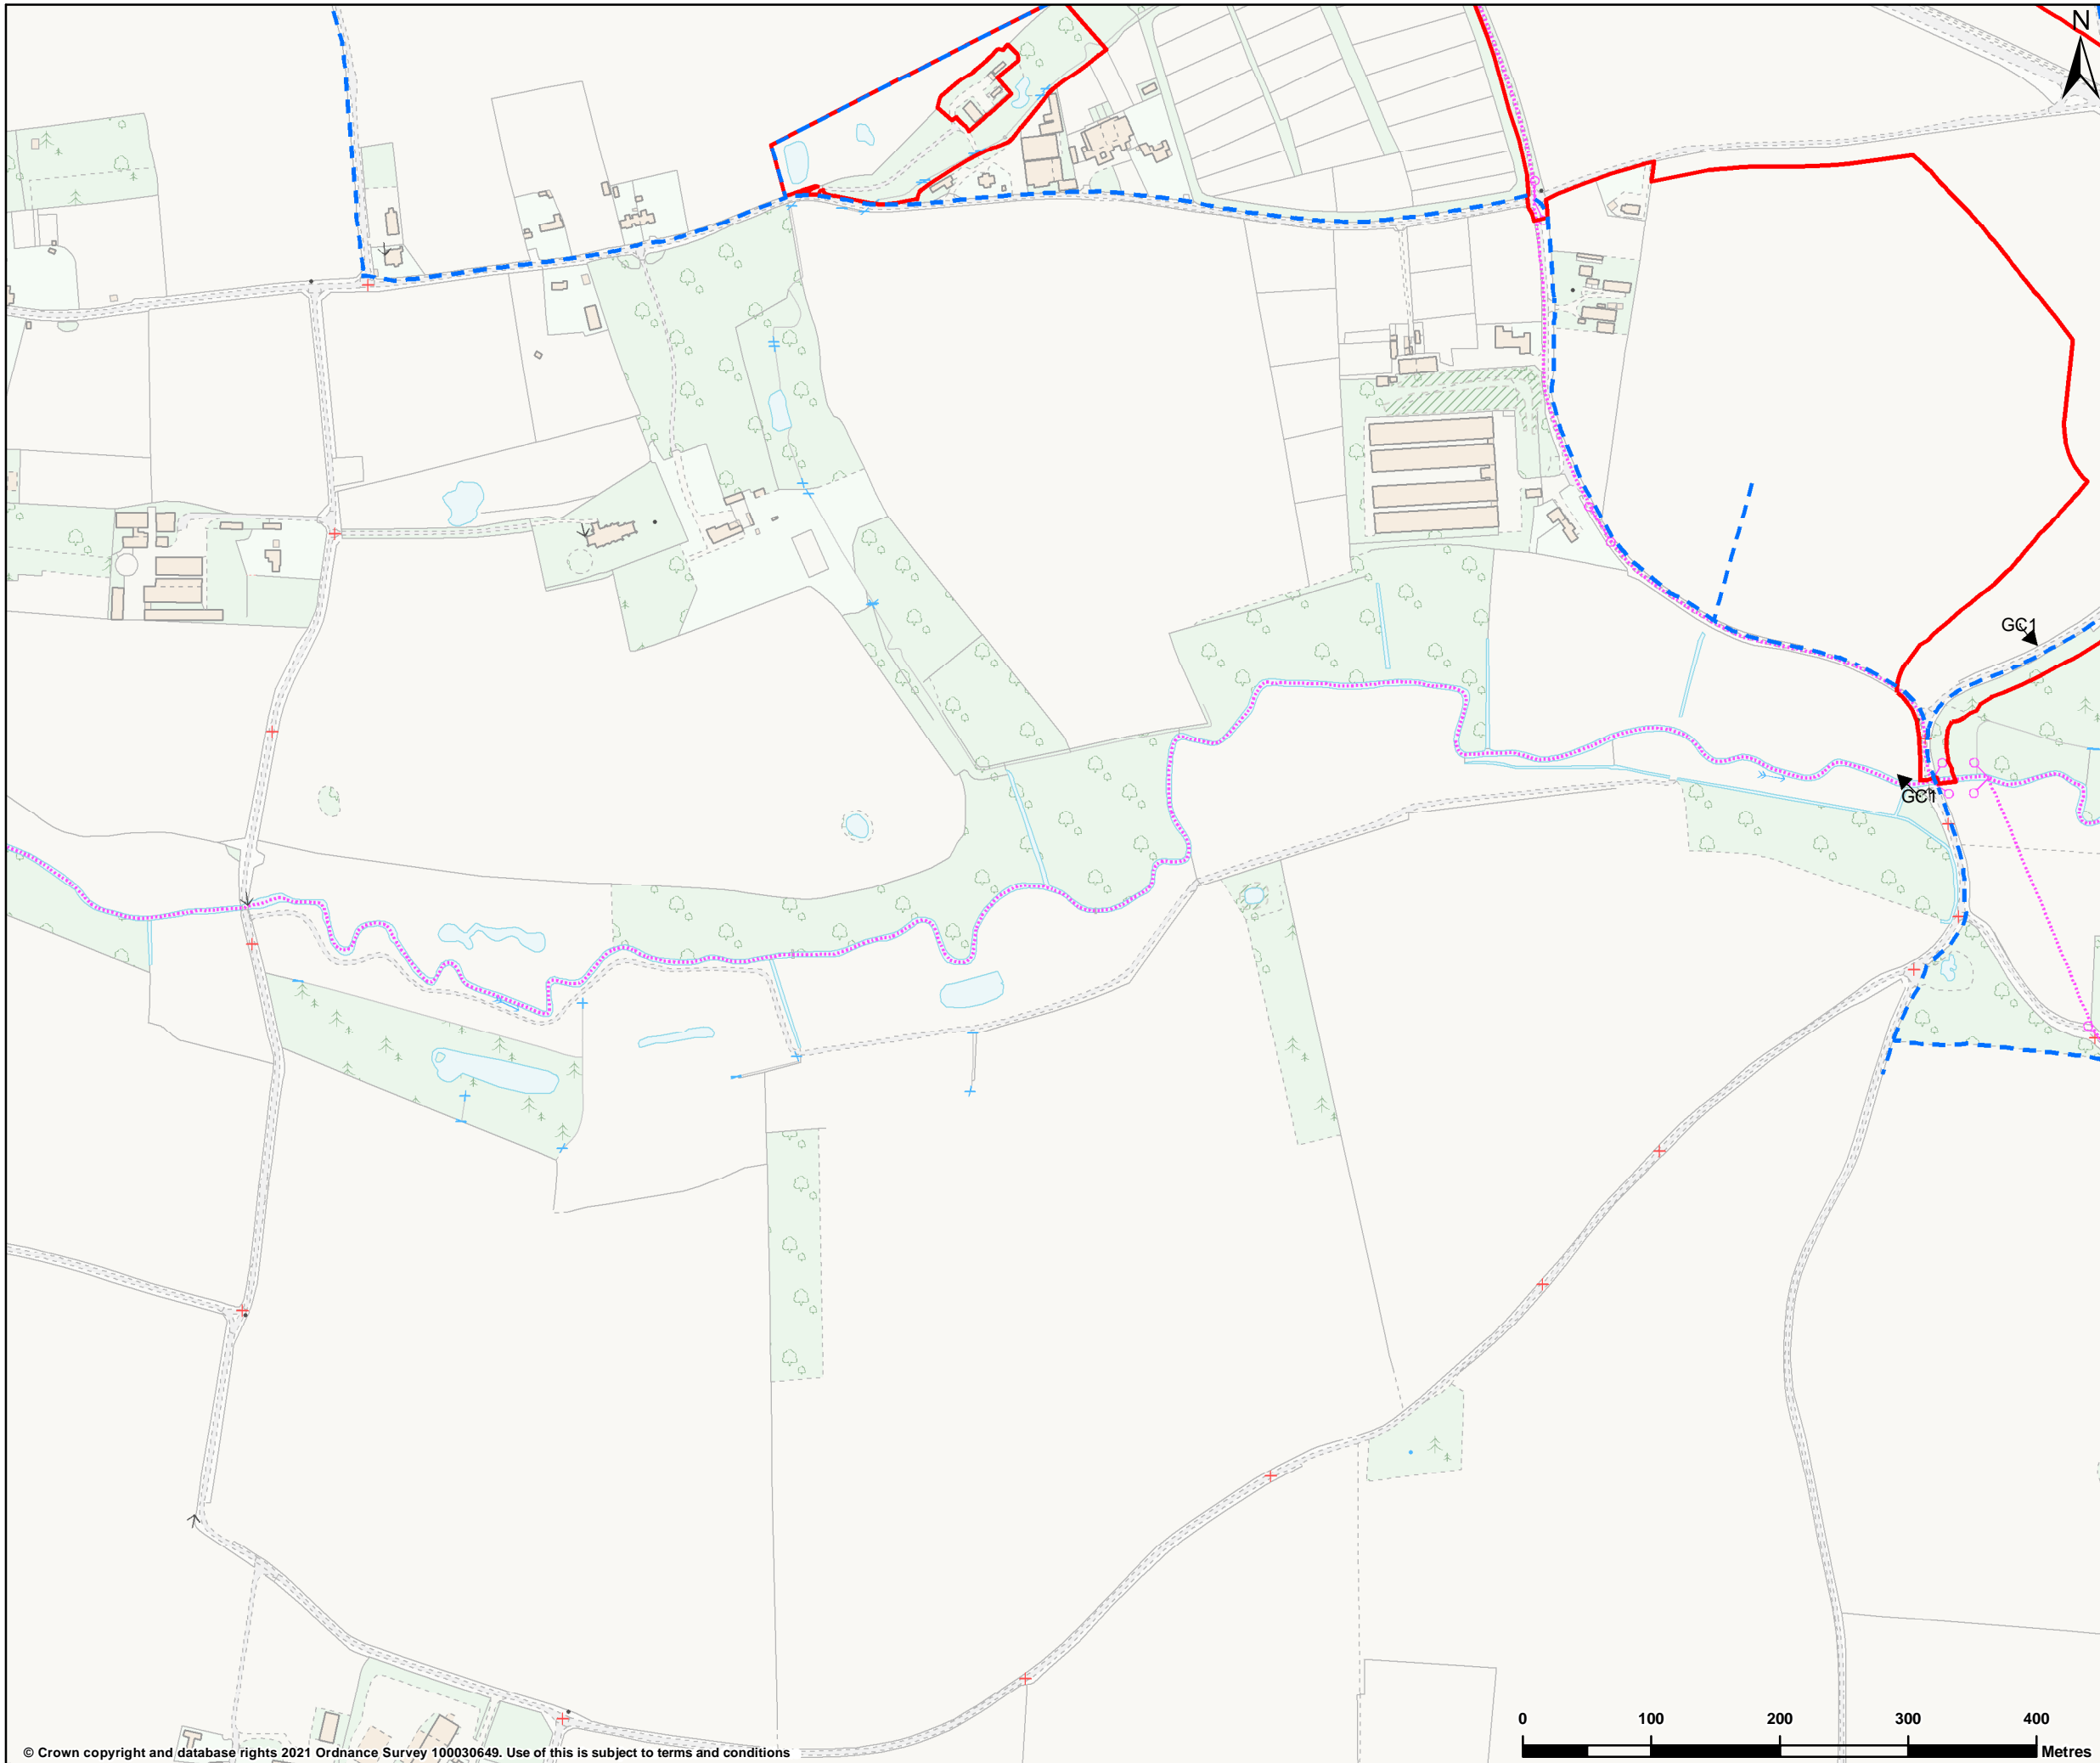 N
GC1
GC1
0 100 200 300 400
Metres
© Crown copyright and database rights 2021 Ordnance Survey 100030649. Use of this is subject to terms and conditions